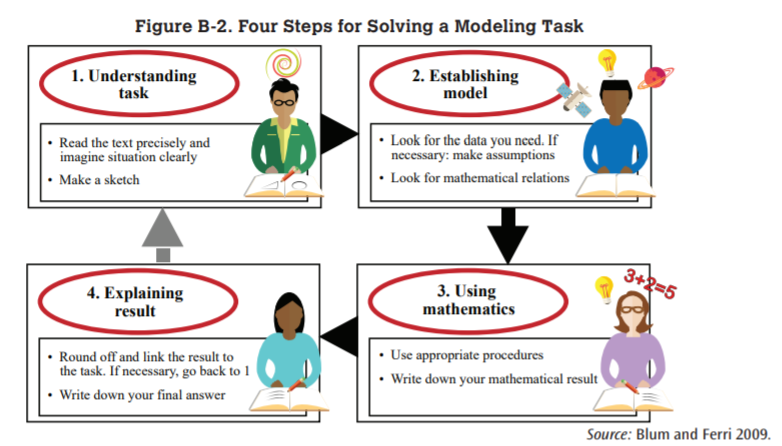 Figure B-2. Four Steps for Solving a Modeling Task
1. Understanding
task
• Read the text precisely and
imagine situation clearly
• Make a sketch
2. Establishing
model
• Look for the data you need. If
necessary: make assumptions
• Look for mathematical relations
4. Explaining
result
• Round off and link the result to
the task. If necessary, go back to 1
• Write down your final answer
3. Using
mathematics
3+2=5
• Use appropriate procedures
• Write down your mathematical result
Source: Blum and Ferri 2009.